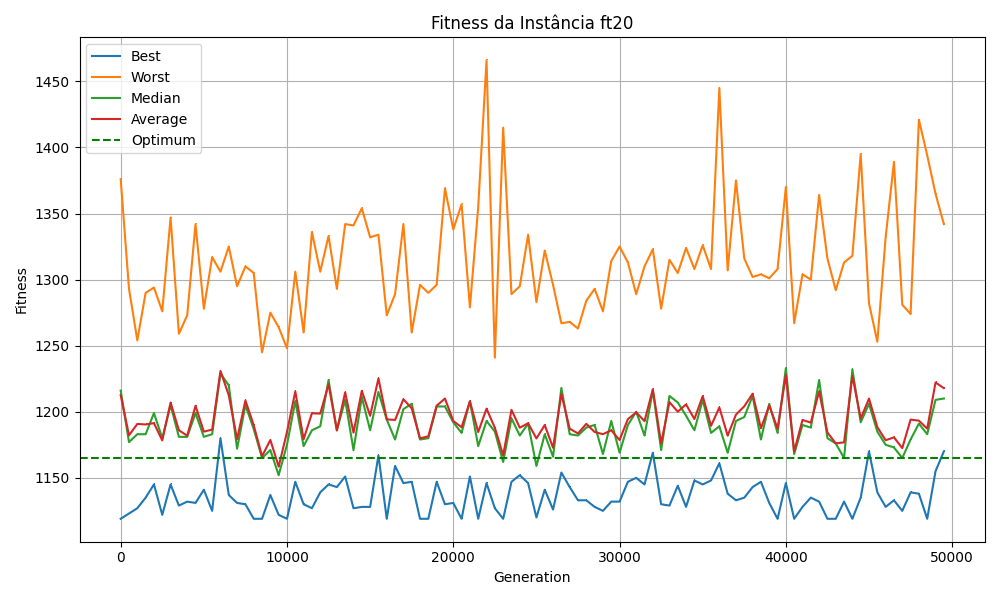 Fitness da Instância ft20
Best
Worst
Median
Average
Optimum
Fitness
1450
1400
1350
1300
1250
1200
1150
0 10000 20000 30000 40000 50000
Generation